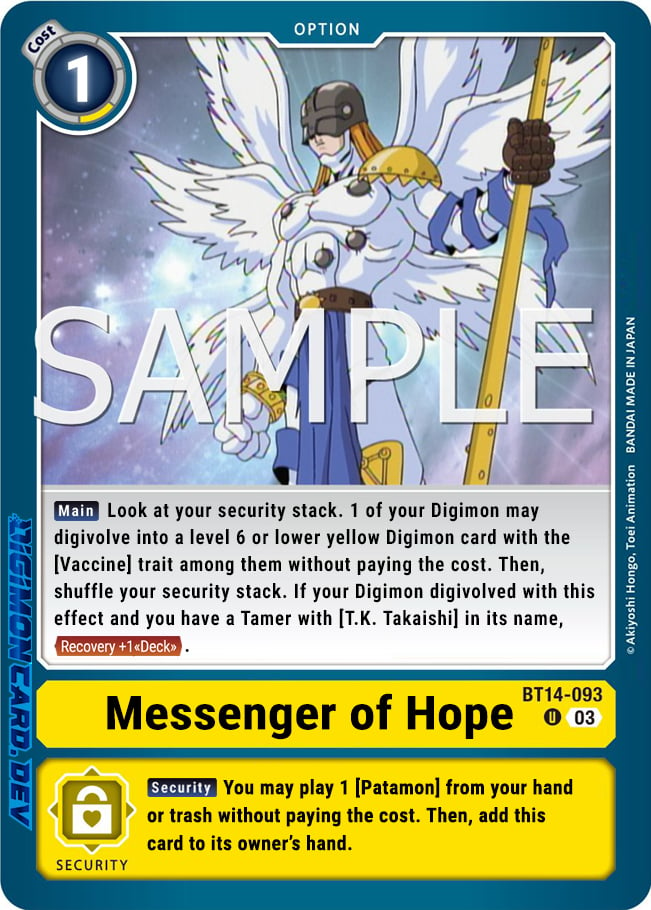 OPTION
Cost
1
SAMPLE
Main Look at your security stack. 1 of your Digimon may
digivolve into a level 6 or lower yellow Digimon card with the
[Vaccine] trait among them without paying the cost. Then,
shuffle your security stack. If your Digimon digivolved with this
effect and you have a Tamer with [T.K. Takaishi] in its name,
Recovery +1«Deck» .
© Akiyoshi Hongo, Toei Animation BANDAI MADE IN JAPAN
DIGIMONCARD.DEV
Messenger of Hope
BT14-093
U 03
Security You may play 1 [Patamon] from your hand
or trash without paying the cost. Then, add this
card to its owner's hand.
SECURITY